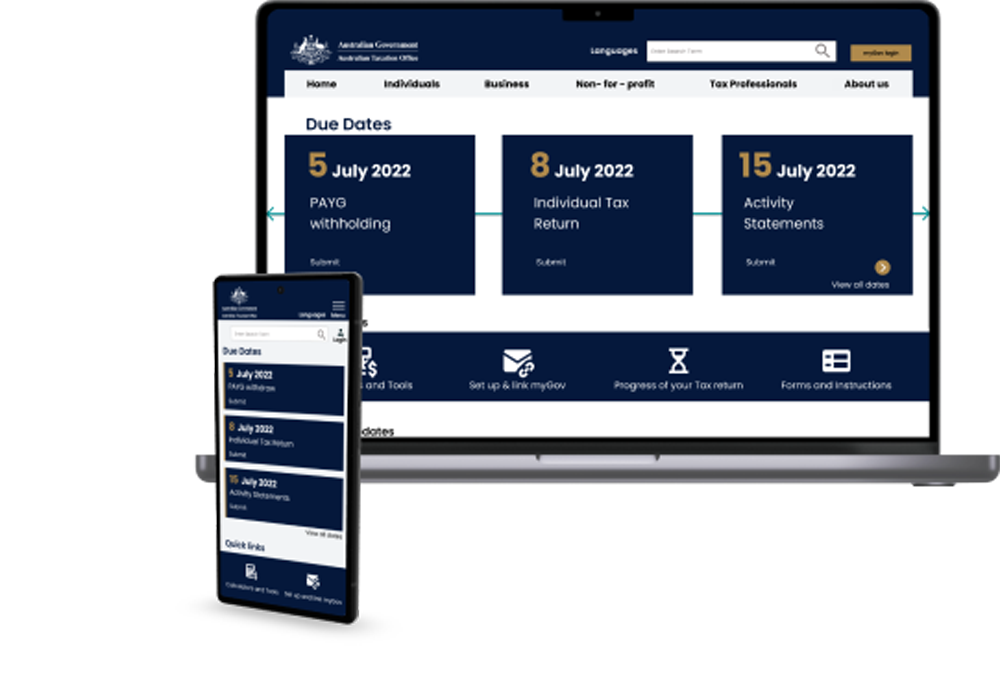 Australian Government
Australian Taxation Office
Languages
Enter Search Term
myGov login
Home Individuals Business Non- for - profit Tax Professionals About us
Due Dates
5 July 2022
PAYG
withholding
Submit
8 July 2022
Individual Tax
Return
Submit
15 July 2022
Activity
Statements
Submit
View all dates
s and Tools
Set up & link myGov
Progress of your Tax return
Forms and Instructions
dates
Australian Government
Languages Menu
Enter Search Term
Login
Due Dates
5 July 2022
PAYG withdraw
Submit
8 July 2022
Individual Tax Return
Submit
15 July 2022
Activity Statements
Submit
View all dates
Quick links
Calculators and Tools
Set up and link myGov